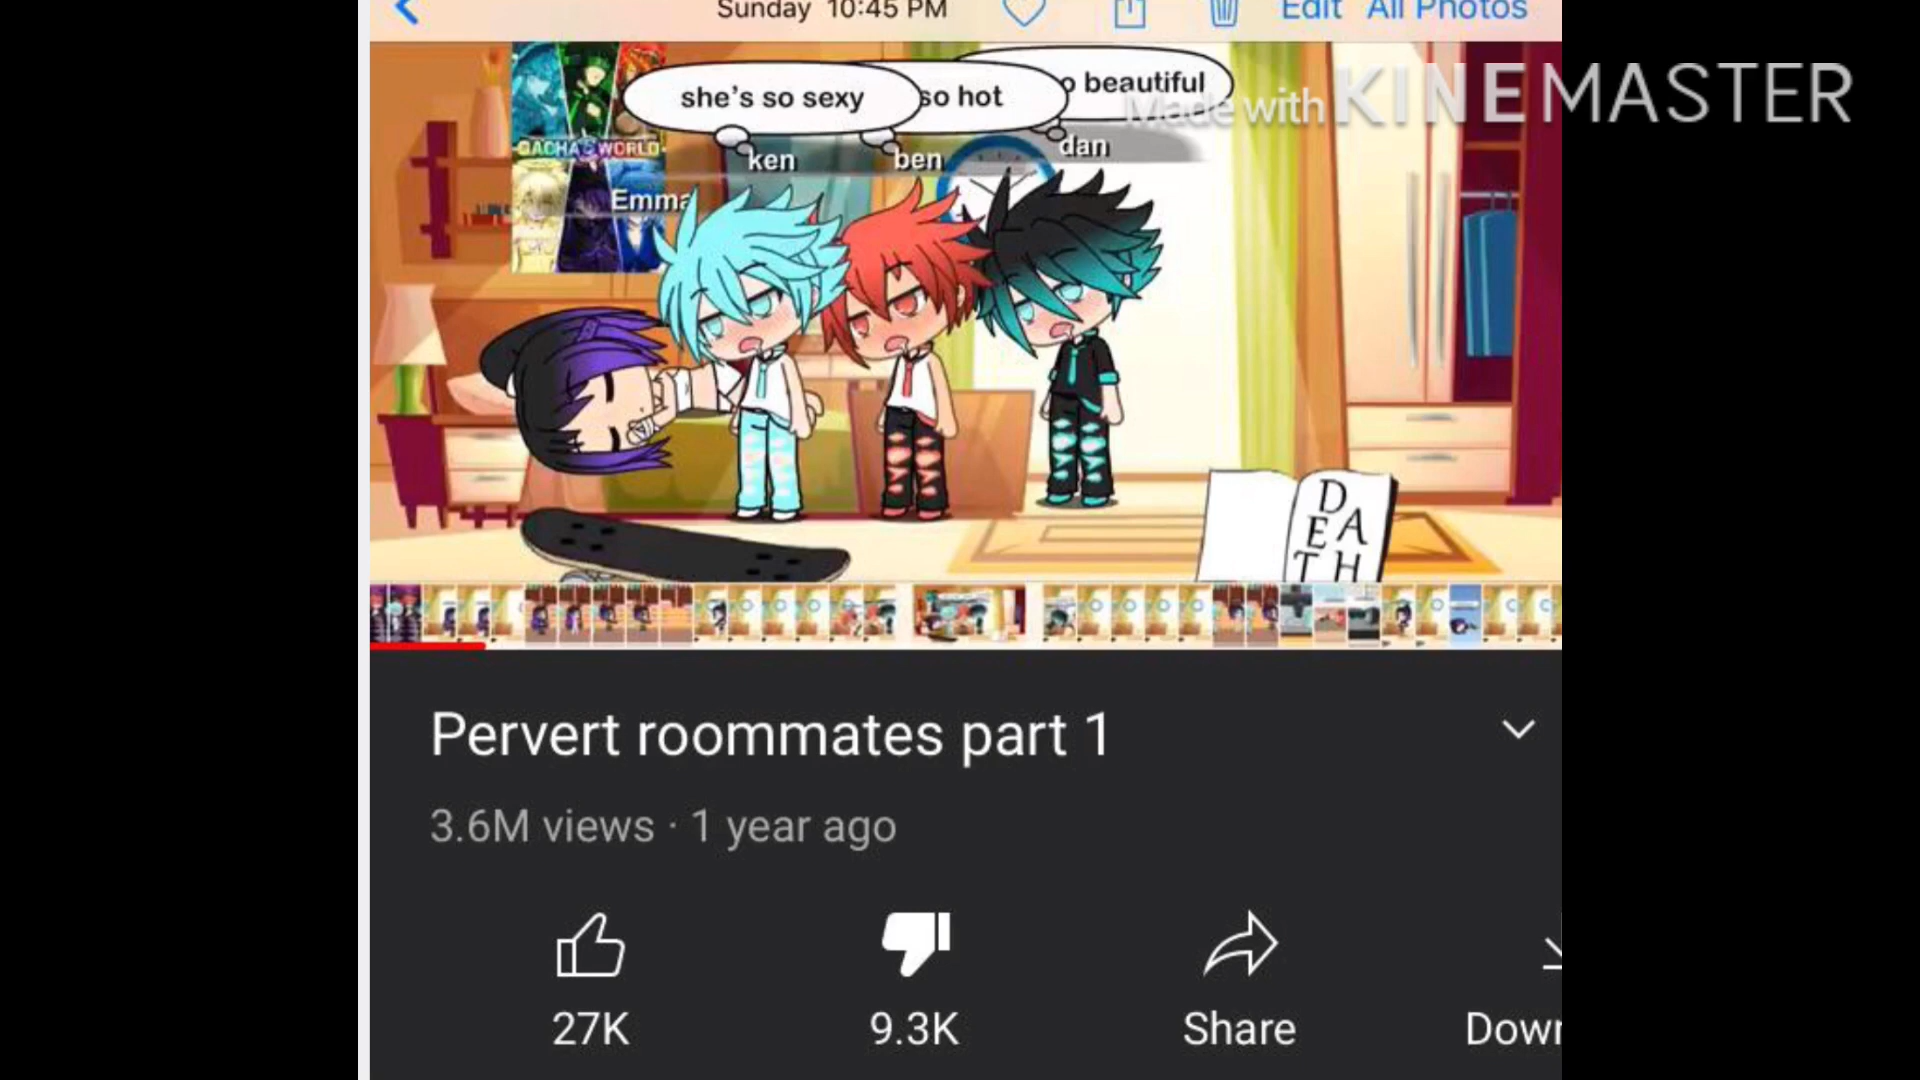 Sunday 10:45 PM
Edit All Photos
she's so sexy
so hot
o beautiful
Made with KINEMASTER
GACHA WORLD
ken
ben
dan
Emma
D
E A
T H
Pervert roommates part 1
3.6M views · 1 year ago
27K
9.3K
Share
Down